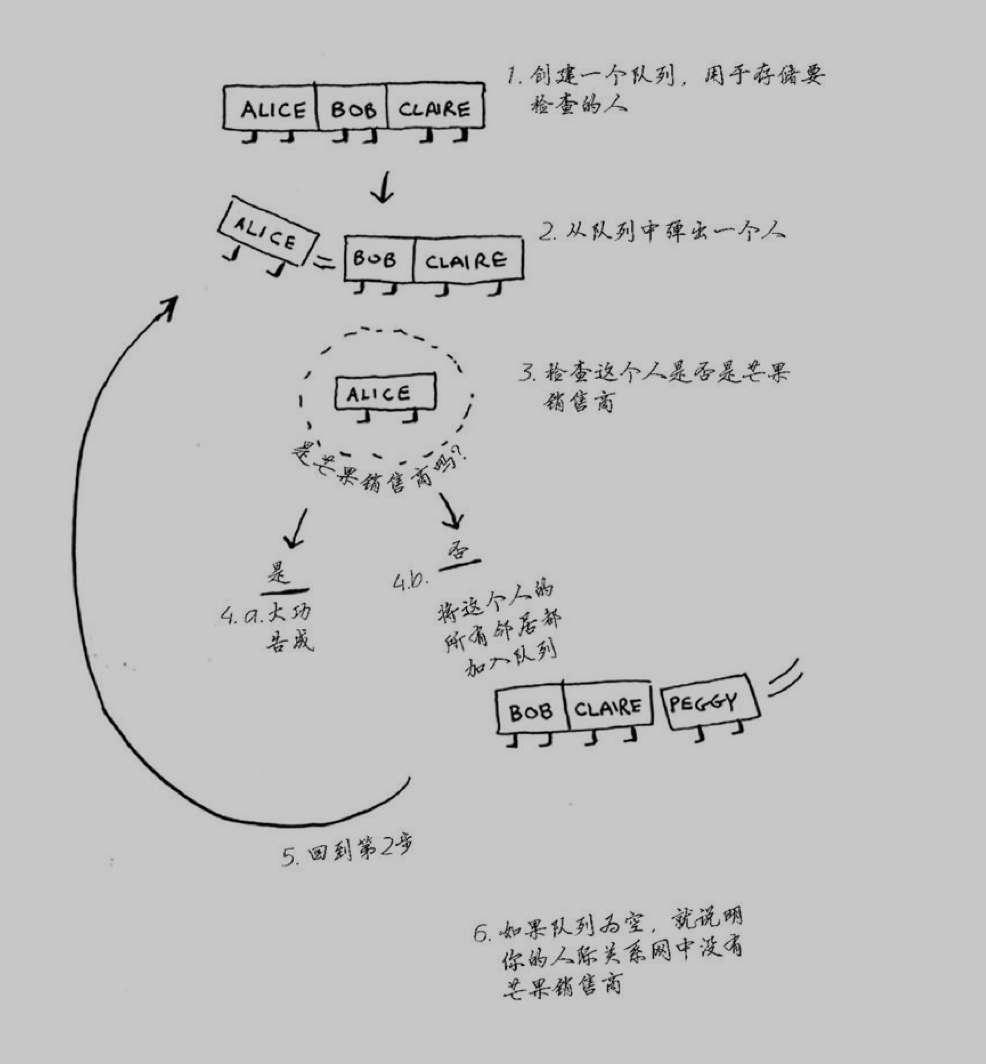 1. 创建一个队列，用于存储要
检查的人
ALICE BOB CLAIRE
2. 从队列中弹出一个人
ALICE BOB CLAIRE
3. 检查这个人是否是芒果
销售商
ALICE
是芒果销售商吗?
是
4.a.大功
告成
否
4.b.
将这个人的
所有邻居都
加入队列
BOB CLAIRE PEGGY
5. 回到第2步
6. 如果队列为空，就说明
你的人际关系网中没有
芒果销售商